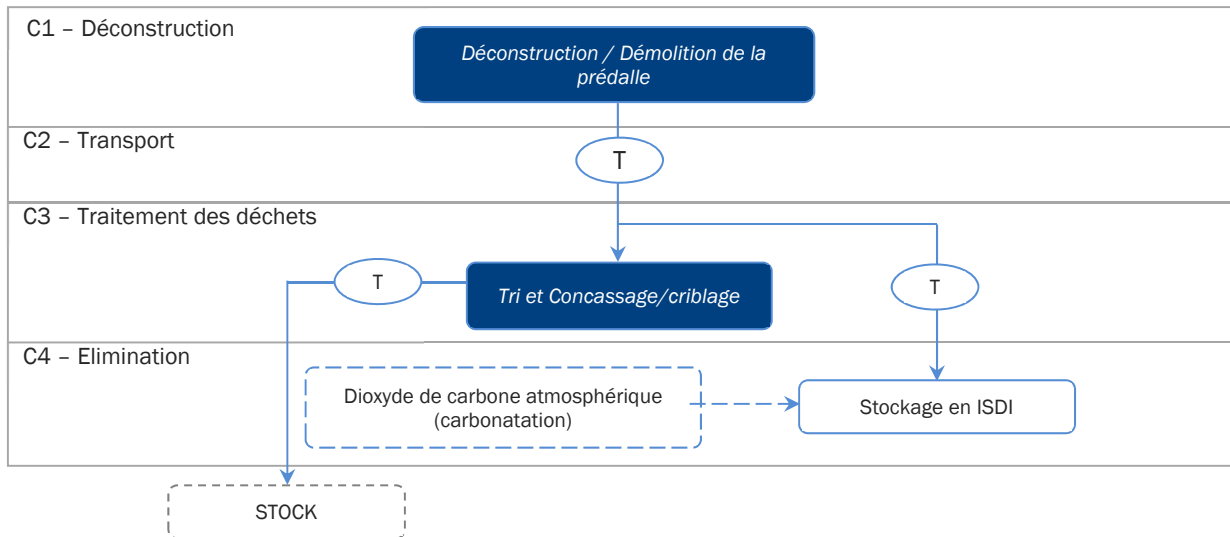 C1 – Déconstruction
Déconstruction / Démolition de la
prédalle
C2 – Transport
T
C3 – Traitement des déchets
T
Tri et Concassage/criblage
T
C4 – Elimination
Dioxyde de carbone atmosphérique
(carbonatation)
Stockage en ISDI
STOCK